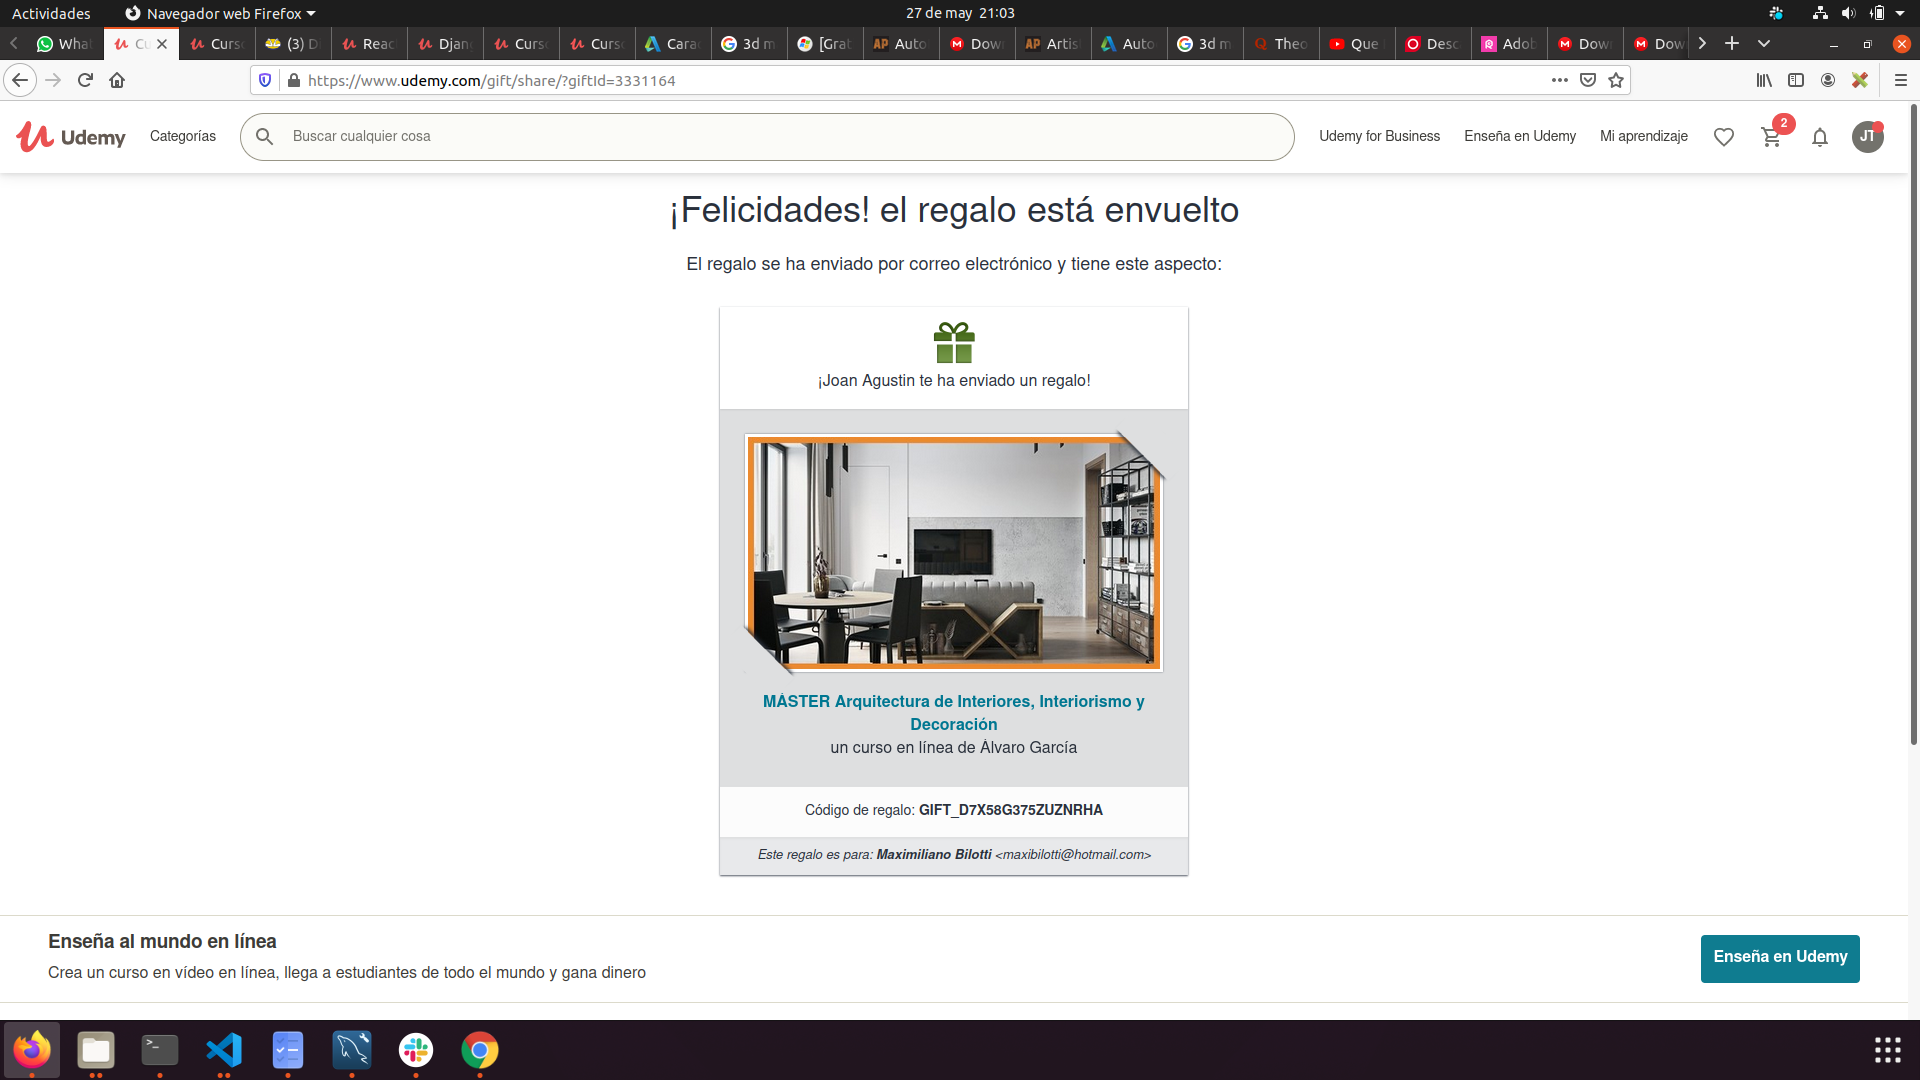 Actividades
Navegador web Firefox
27 de may 21:03
What
Cu
Curso
(3) D
Reac
Djan
Curso
Curso
Carac
3d m
[Grat
Auto
Dow
Artis
Auto
3d m
Theo
Que
Desc
Adob
Dow
Dow
https://www.udemy.com/gift/share/?giftId=3331164
Udemy
Categorías
Buscar cualquier cosa
Udemy for Business
Enseña en Udemy
Mi aprendizaje
2
JT
¡Felicidades! el regalo está envuelto
El regalo se ha enviado por correo electrónico y tiene este aspecto:
¡Joan Agustin te ha enviado un regalo!
MÁSTER Arquitectura de Interiores, Interiorismo y
Decoración
un curso en línea de Álvaro García
Código de regalo: GIFT_D7X58G375ZUZNRHA
Este regalo es para: Maximiliano Bilotti <maxibilotti@hotmail.com>
Enseña al mundo en línea
Crea un curso en vídeo en línea, llega a estudiantes de todo el mundo y gana dinero
Enseña en Udemy